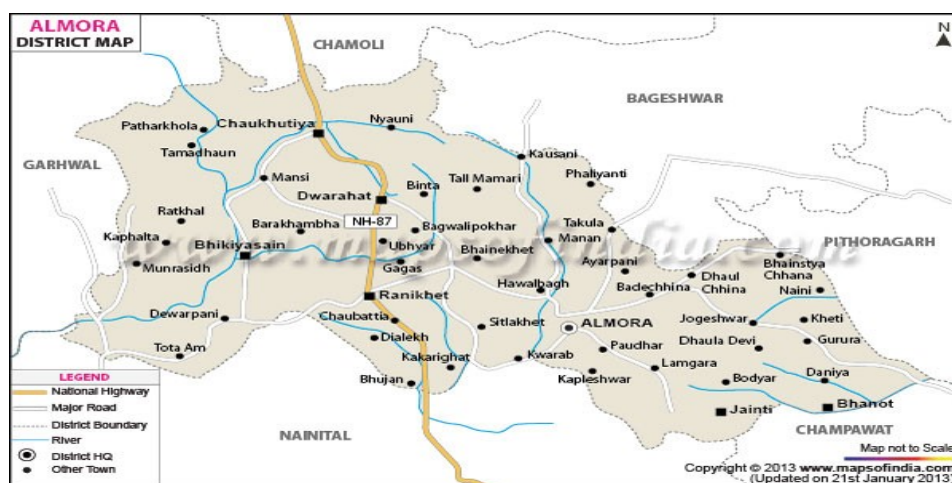 ALMORA
DISTRICT MAP
CHAMOLI
N
BAGESHWAR
GARHWAL
PITHORAGARH
Patharkhola
Chaukhutiya
Nyauni
Tamadhaun
Kausani
Mansi
Binta
Tall Mamari
Phaliyanti
Dwarahat
NH-87
Ratkhal
Barakhambha
Bagwalipokhar
Takula
Kaphalta
Bhikiyasain
Ubhyar
Bhainekhet
Manan
www.mapsofindia.com
Munrasidh
Gagas
Ayarpani
Bhainstya
Chhana
Dhaul
Chhina
Naini
Ranikhet
Hawalbagh
Badechhina
Dewarpani
Chaubattia
Sitlakhet
ALMORA
Jogeshwar
Kheti
Dialekh
Dhaula Devi
Gurura
Tota Am
Kakarighat
Kwarab
Paudhar
Lamgara
Bhujan
Kapleshwar
Bodyar
Daniya
Jainti
Bhanot
NAINITAL
CHAMPAWAT
LEGEND
National Highway
Major Road
District Boundary
River
District HQ
Other Town
Map not to Scale
Copyright © 2013 www.mapsofindia.com
(Updated on 21st January 2013)